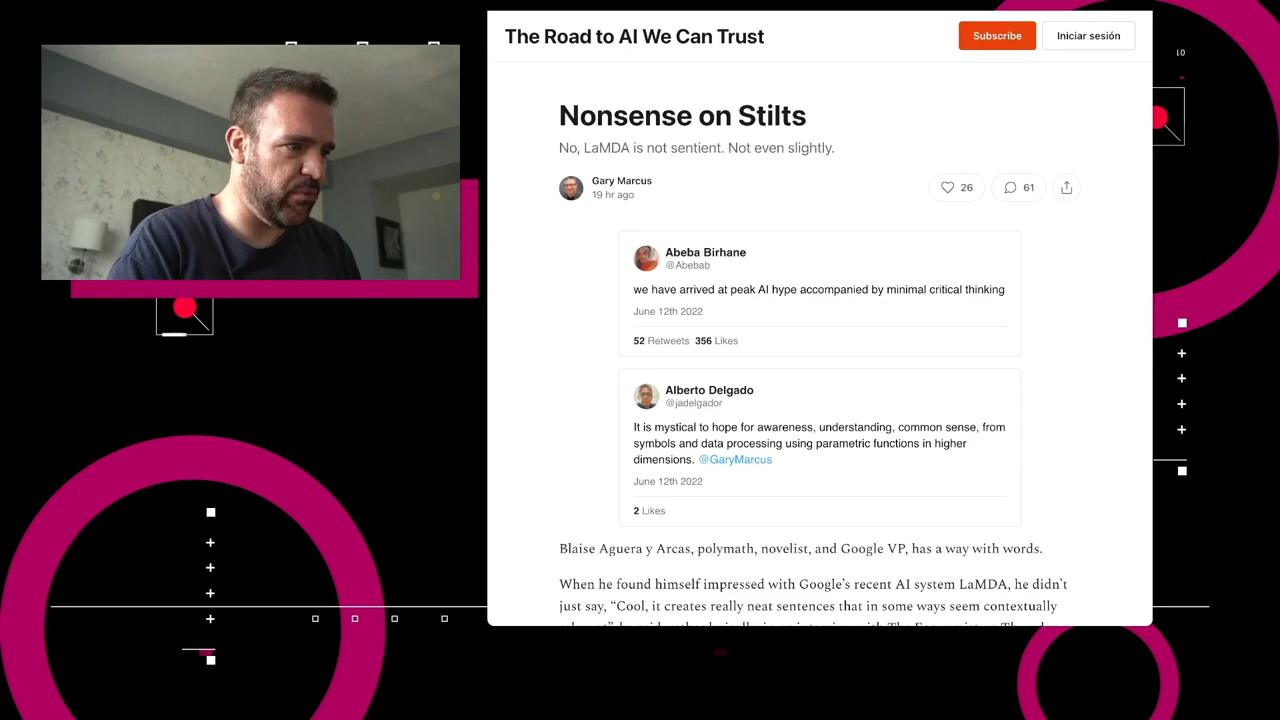 The Road to AI We Can Trust
Subscribe
Iniciar sesión
10
Nonsense on Stilts
No, LaMDA is not sentient. Not even slightly.
Gary Marcus
19 hr ago
26
61
Abeba Birhane
@Abebab
we have arrived at peak AI hype accompanied by minimal critical thinking
June 12th 2022
52 Retweets 356 Likes
Alberto Delgado
@jadelgador
It is mystical to hope for awareness, understanding, common sense, from
symbols and data processing using parametric functions in higher
dimensions. @GaryMarcus
June 12th 2022
2 Likes
Blaise Aguera y Arcas, polymath, novelist, and Google VP, has a way with words.
When he found himself impressed with Google’s recent AI system LaMDA, he didn’t
just say, “Cool, it creates really neat sentences that in some ways seem contextually